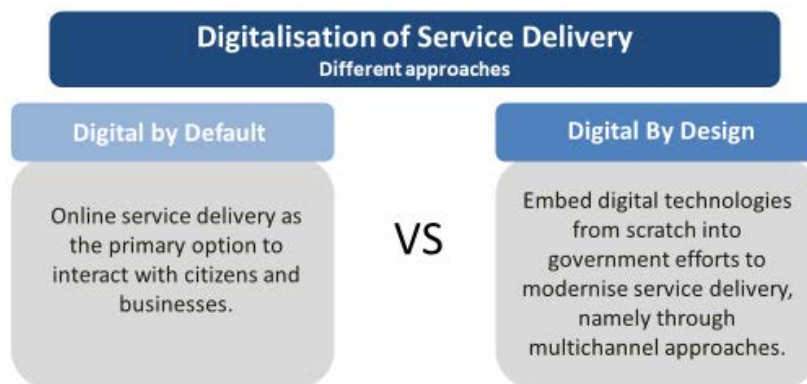 Digitalisation of Service Delivery
Different approaches
Digital by Default
Online service delivery as
the primary option to
interact with citizens and
businesses.
VS
Digital By Design
Embed digital technologies
from scratch into
government efforts to
modernise service delivery,
namely through
multichannel approaches.